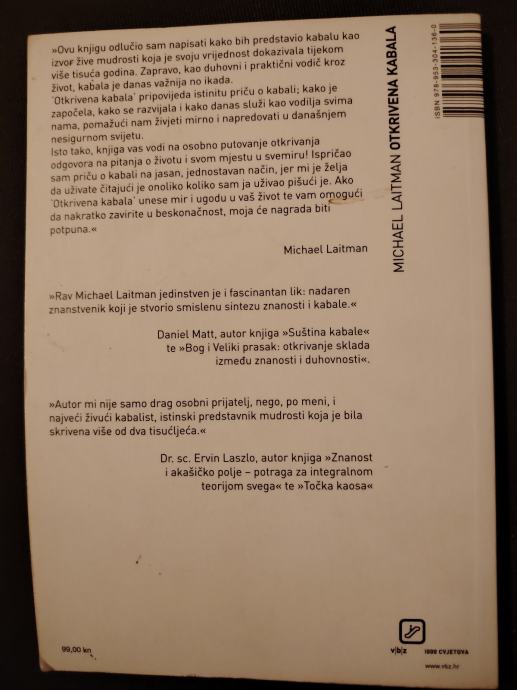 »Ovu knjigu odlučio sam napisati kako bih predstavio kabalu kao
izvor žive mudrosti koja je svoju vrijednost dokazivala tijekom
više tisuća godina. Zapravo, kao duhovni i praktični vodič kroz
život, kabala je danas važnija no ikada.
'Otkrivena kabala' pripovijeda istinitu priču o kabali; kako je
započela, kako se razvijala i kako danas služi kao vodilja svima
nama, pomažući nam živjeti mirno i napredovati u današnjem
nesigurnom svijetu.
Isto tako, knjiga vas vodi na osobno putovanje otkrivanja
odgovora na pitanja o životu i svom mjestu u svemiru! Ispričao
sam priču o kabali na jasan, jednostavan način, jer mi je želja
da uživate čitajući je onoliko koliko sam ja uživao pišući je. Ako
'Otkrivena kabala' unese mir i ugodu u vaš život te vam omogući
da nakratko zavirite u beskonačnost, moja će nagrada biti
potpuna.«
Michael Laitman
»Rav Michael Laitman jedinstven je i fascinantan lik: nadaren
znanstvenik koji je stvorio smislenu sintezu znanosti i kabale.«
Daniel Matt, autor knjiga »Suština kabale«
te »Bog i Veliki prasak: otkrivanje sklada
između znanosti i duhovnosti«.
»Autor mi nije samo drag osobni prijatelj, nego, po meni, i
najveći živući kabalist, istinski predstavnik mudrosti koja je bila
skrivena više od dva tisućljeća.«
Dr. sc. Ervin Laszlo, autor knjiga »Znanost
i akašičko polje – potraga za integralnom
teorijom svega« te »Točka kaosa«
MICHAEL LAITMAN OTKRIVENA KABALA
ISBN 978-953-304-136-0
99,00 kn
v|b|z
1000 CVJETOVA
www.vbz.hr